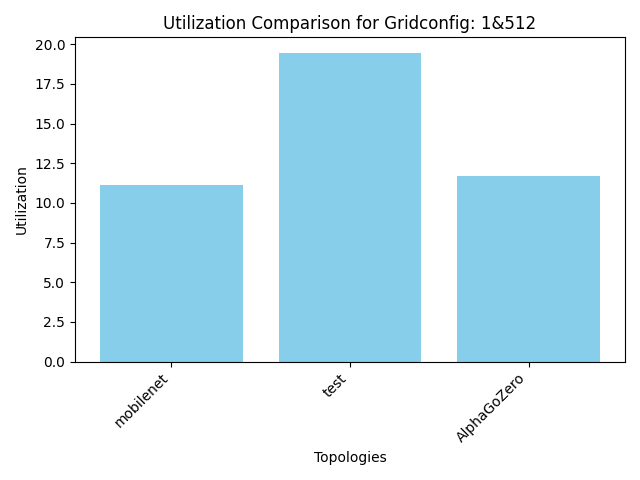 Utilization Comparison for Gridconfig: 1&512
20.0
17.5
15.0
12.5
10.0
7.5
5.0
2.5
0.0
Utilization
mobilenet
test
AlphaGoZero
Topologies